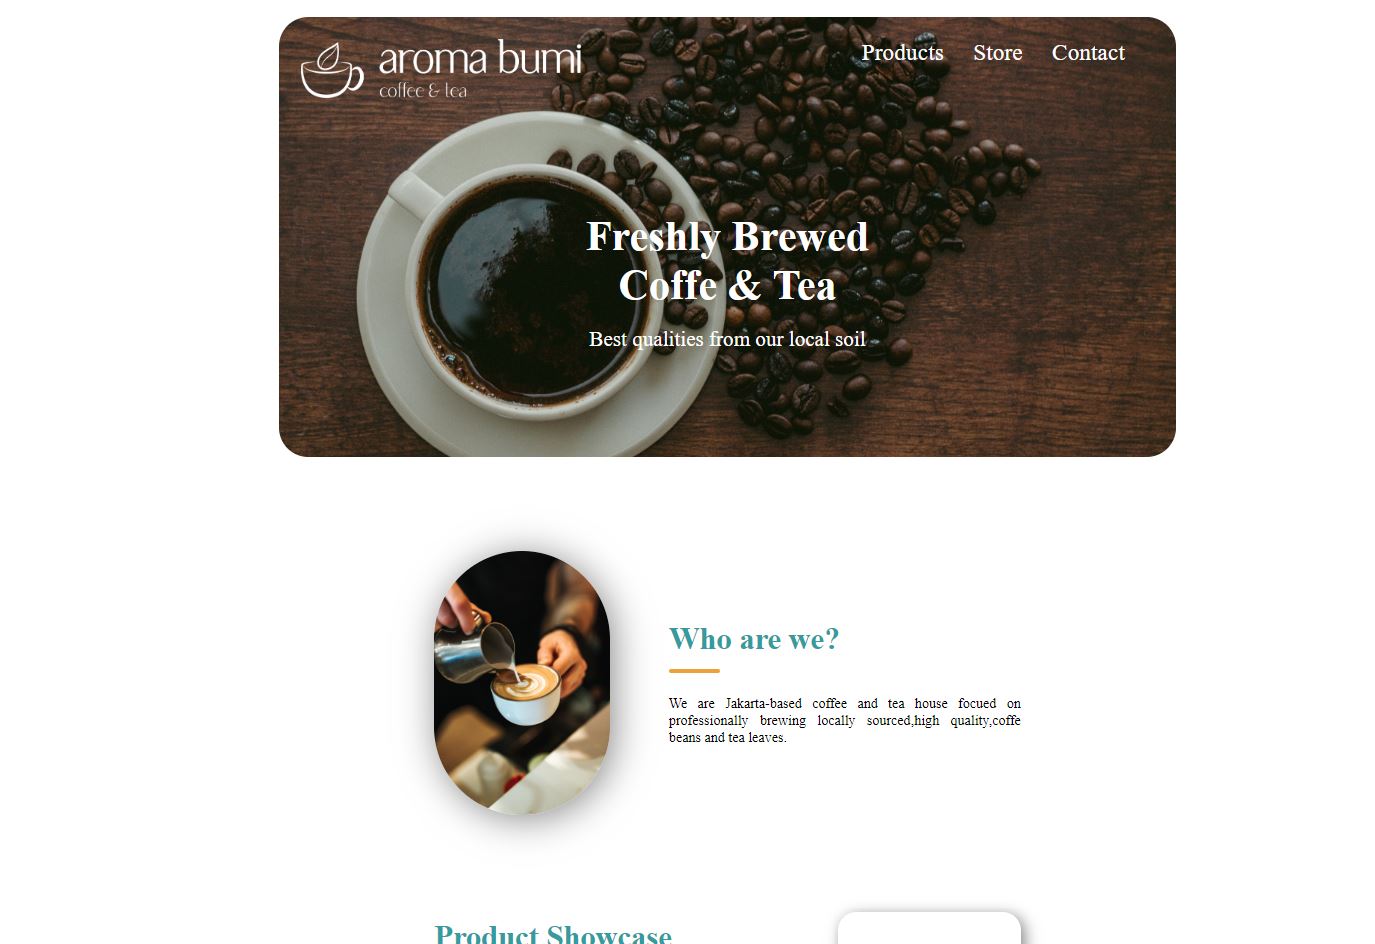 aroma bumi
coffee & tea
Products Store Contact
Freshly Brewed
Coffe & Tea
Best qualities from our local soil
Who are we?
We are Jakarta-based coffee and tea house focued on
professionally brewing locally sourced,high quality,coffe
beans and tea leaves.
Product Showcase